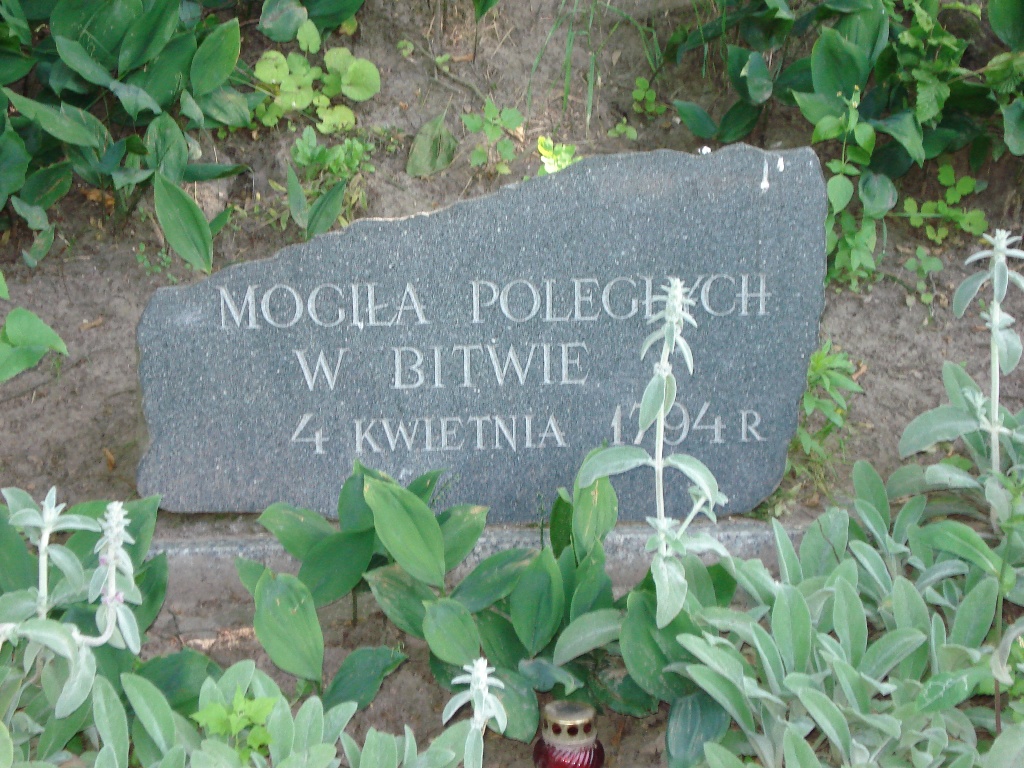 MOGIŁA POLEGŁYCH
W BITWIE
4 KWIETNIA 1794 R